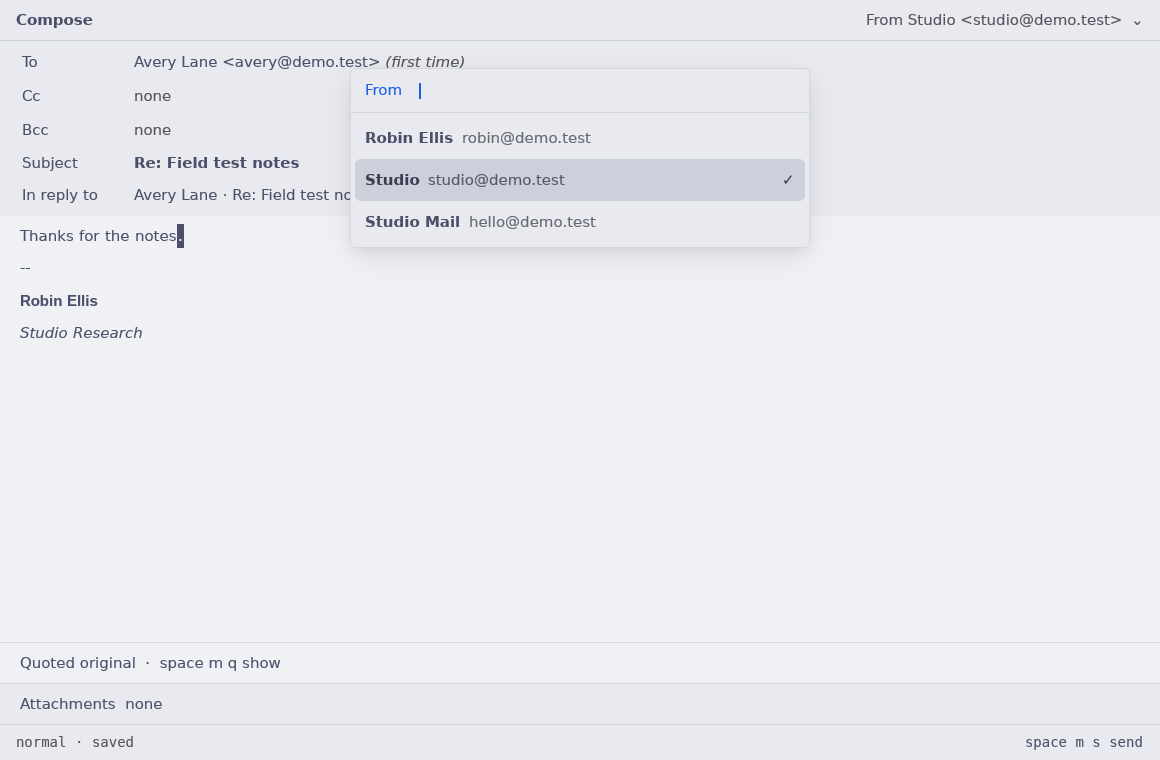 Compose From Studio <studio@demo.test> ⌄
To Avery Lane <avery@demo.test> (first time)
From
Cc none
Bcc none
Robin Ellis robin@demo.test
Subject Re: Field test notes
Studio studio@demo.test ✓
In reply to Avery Lane · Re: Field test no
Studio Mail hello@demo.test
Thanks for the notes.
--
Robin Ellis
Studio Research
Quoted original · space m q show
Attachments none
normal · saved space m s send